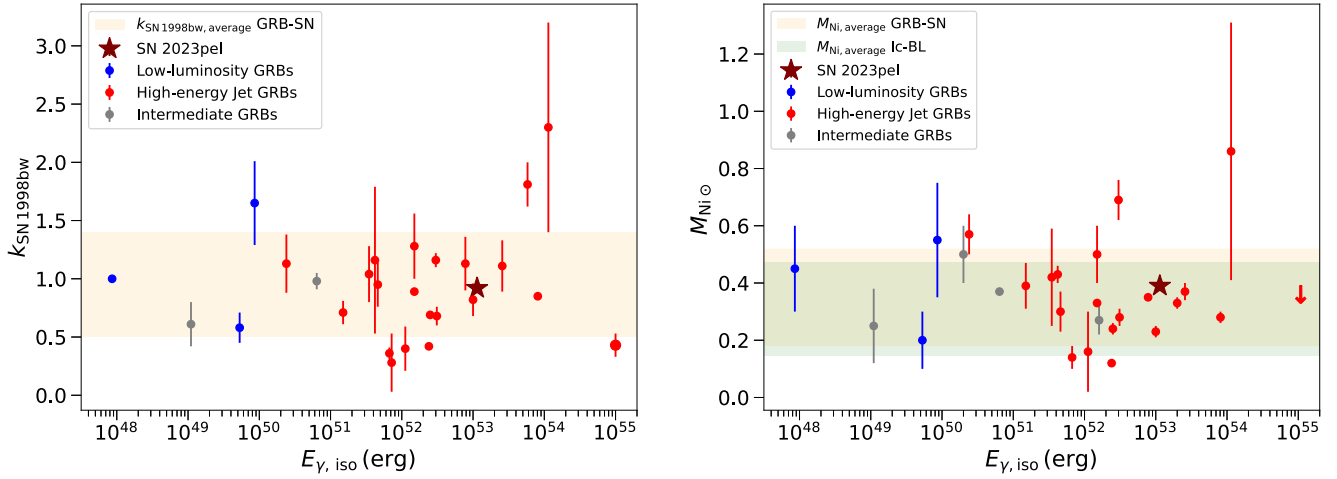 k_SN 1998bw, average GRB-SN
SN 2023pel
Low-luminosity GRBs
High-energy Jet GRBs
Intermediate GRBs
3.0
2.5
2.0
1.5
1.0
0.5
0.0
k_SN 1998bw
10^48 10^49 10^50 10^51 10^52 10^53 10^54 10^55
E_γ, iso (erg)
M_Ni, average GRB-SN
M_Ni, average Ic-BL
SN 2023pel
Low-luminosity GRBs
High-energy Jet GRBs
Intermediate GRBs
1.2
1.0
0.8
0.6
0.4
0.2
0.0
M_Ni ⊙
10^48 10^49 10^50 10^51 10^52 10^53 10^54 10^55
E_γ, iso (erg)